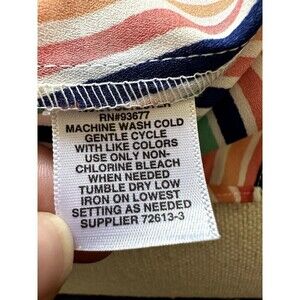 RN#93677
MACHINE WASH COLD
GENTLE CYCLE
WITH LIKE COLORS
USE ONLY NON-
CHLORINE BLEACH
WHEN NEEDED
TUMBLE DRY LOW
IRON ON LOWEST
SETTING AS NEEDED
SUPPLIER 72613-3